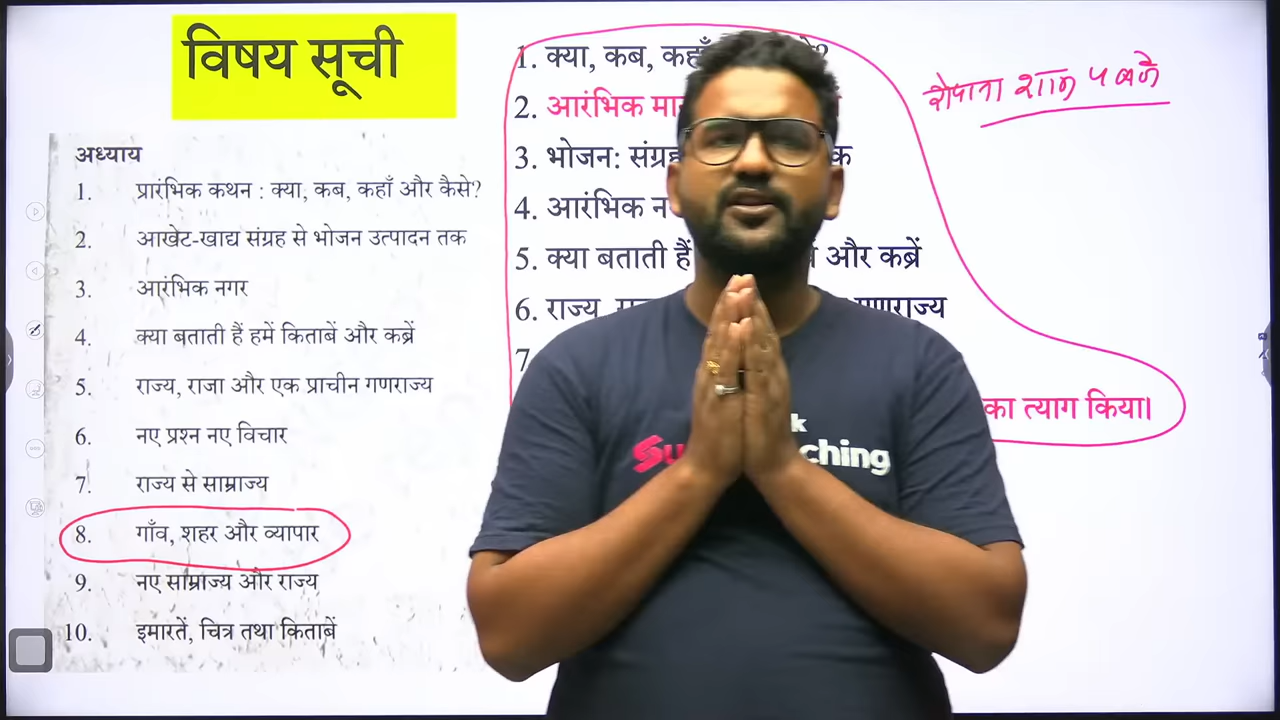 विषय सूची
अध्याय
1. प्रारंभिक कथन : क्या, कब, कहाँ और कैसे?
2. आखेट-खाद्य संग्रह से भोजन उत्पादन तक
3. आरंभिक नगर
4. क्या बताती हैं हमें किताबें और कब्रें
5. राज्य, राजा और एक प्राचीन गणराज्य
6. नए प्रश्न नए विचार
7. राज्य से साम्राज्य
8. गाँव, शहर और व्यापार
9. नए साम्राज्य और राज्य
10. इमारतें, चित्र तथा किताबें
1. क्या, कब,
2. आरंभिक
3. भोजन:
4. आरंभिक
5. क्या बताती हैं और कब्रें
6. राज्य
7.
का त्याग किया।
रोजाना शाम 5 बजे
ching